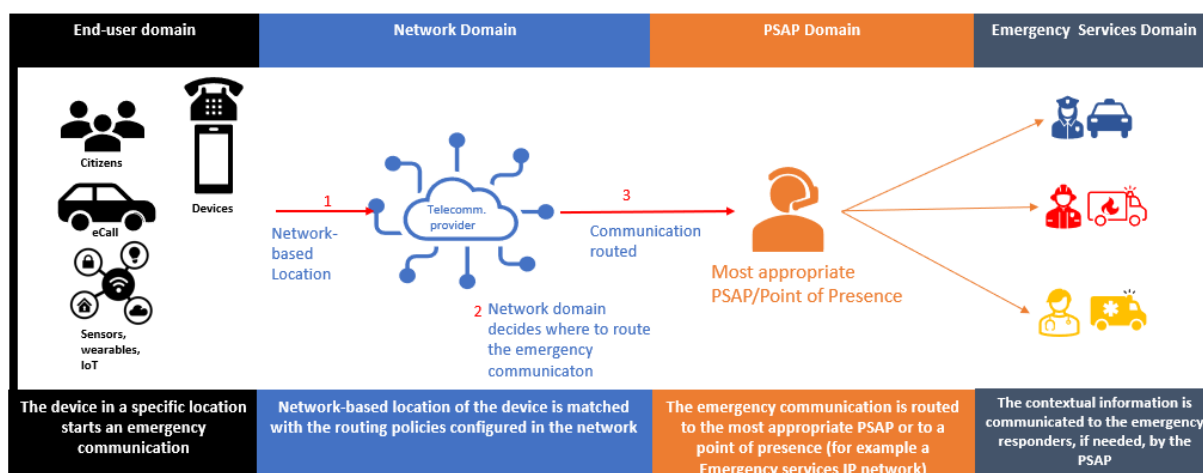 End-user domain
Network Domain
PSAP Domain
Emergency Services Domain
Citizens
Devices
eCall
Sensors,
wearables,
IoT
1
Network-
based
Location
Telecomm.
provider
2 Network domain
decides where to route
the emergency
communicaton
3
Communication
routed
Most appropriate
PSAP/Point of Presence
The device in a specific location
starts an emergency
communication
Network-based location of the device is matched
with the routing policies configured in the network
The emergency communication is routed
to the most appropriate PSAP or to a
point of presence (for example a
Emergency services IP network)
The contextual information is
communicated to the emergency
responders, if needed, by the
PSAP